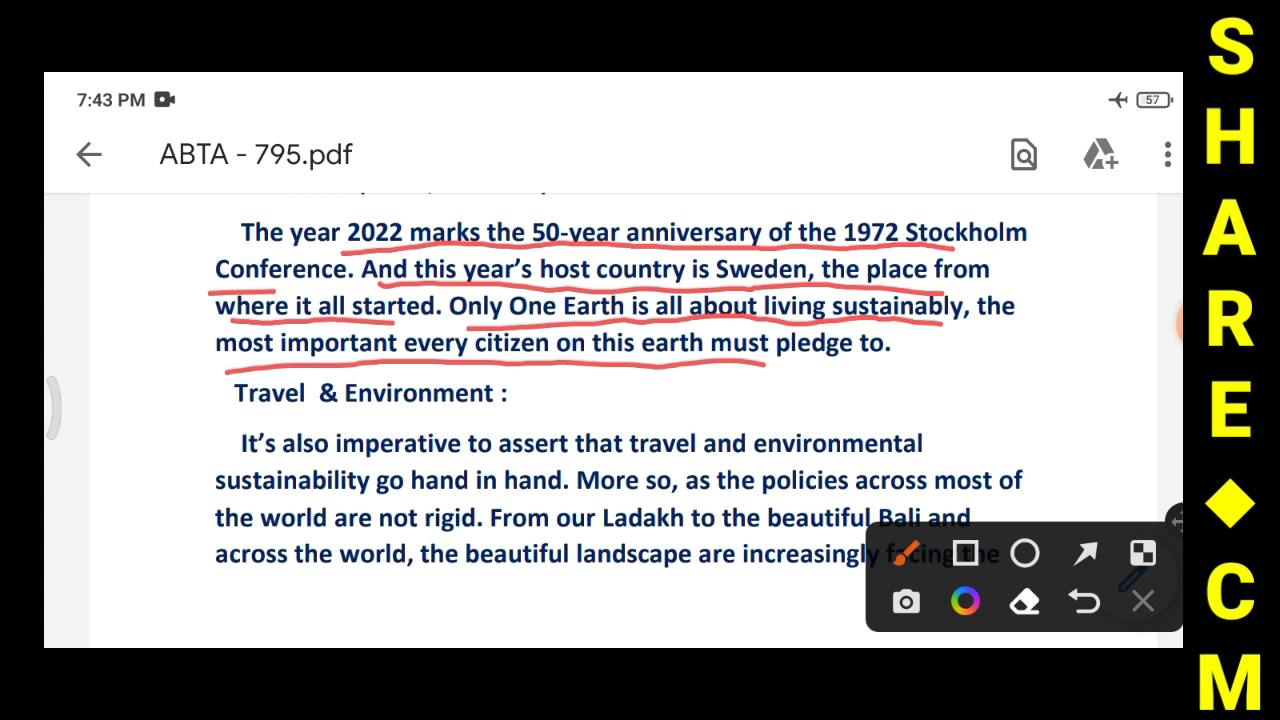 7:43 PM
57
ABTA - 795.pdf
The year 2022 marks the 50-year anniversary of the 1972 Stockholm
Conference. And this year's host country is Sweden, the place from
where it all started. Only One Earth is all about living sustainably, the
most important every citizen on this earth must pledge to.
Travel & Environment :
It's also imperative to assert that travel and environmental
sustainability go hand in hand. More so, as the policies across most of
the world are not rigid. From our Ladakh to the beautiful Bali and
across the world, the beautiful landscape are increasingly facing the
SHARE◆CM